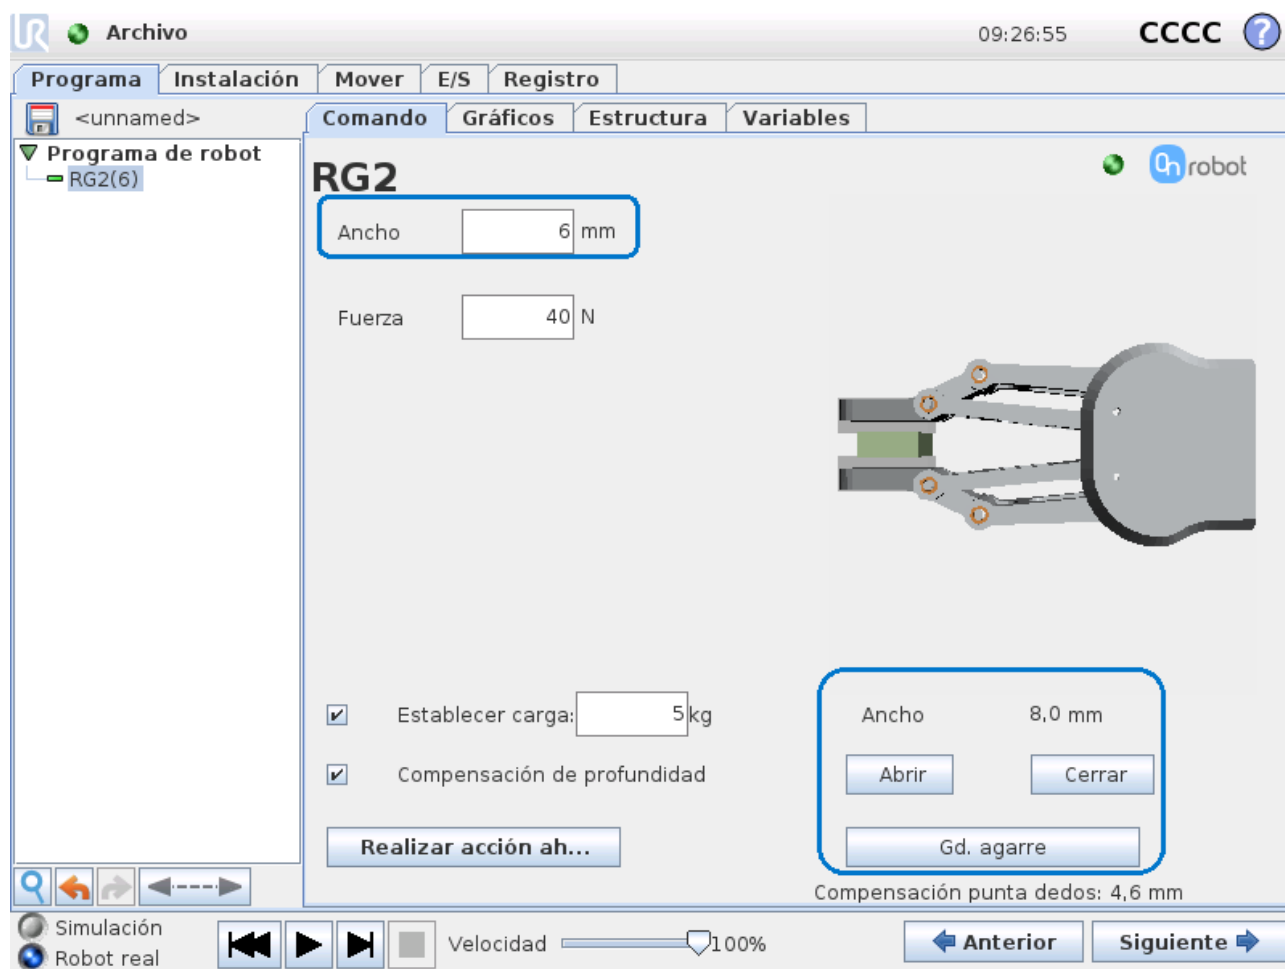 UR Archivo 09:26:55 CCCC ?
Programa Instalación Mover E/S Registro
<unnamed> Comando Gráficos Estructura Variables
Programa de robot
RG2(6)
RG2
On robot
Ancho 6 mm
Fuerza 40 N
Establecer carga: 5 kg
Ancho 8,0 mm
Compensación de profundidad
Abrir Cerrar
Realizar acción ah...
Gd. agarre
Compensación punta dedos: 4,6 mm
Simulación
Robot real
Velocidad 100%
Anterior Siguiente